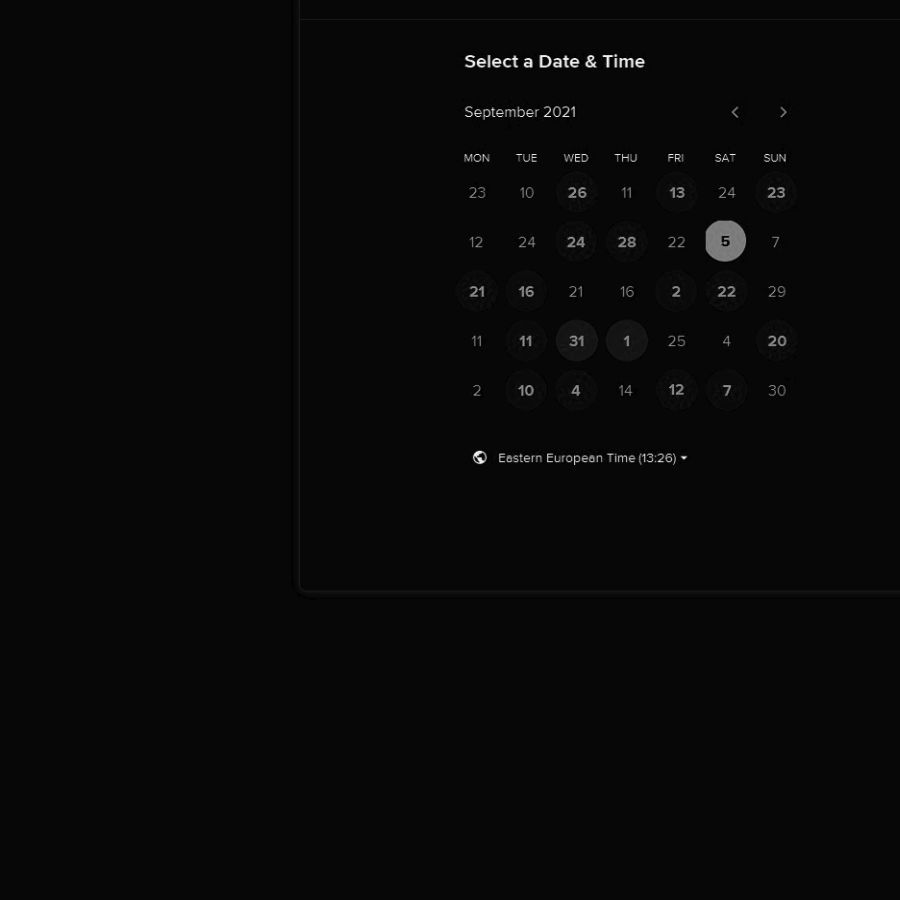 Select a Date & Time
September 2021
MON TUE WED THU FRI SAT SUN
23 10 26 11 13 24 23
12 24 24 28 22 5 7
21 16 21 16 2 22 29
11 11 31 1 25 4 20
2 10 4 14 12 7 30
Eastern European Time (13:26)